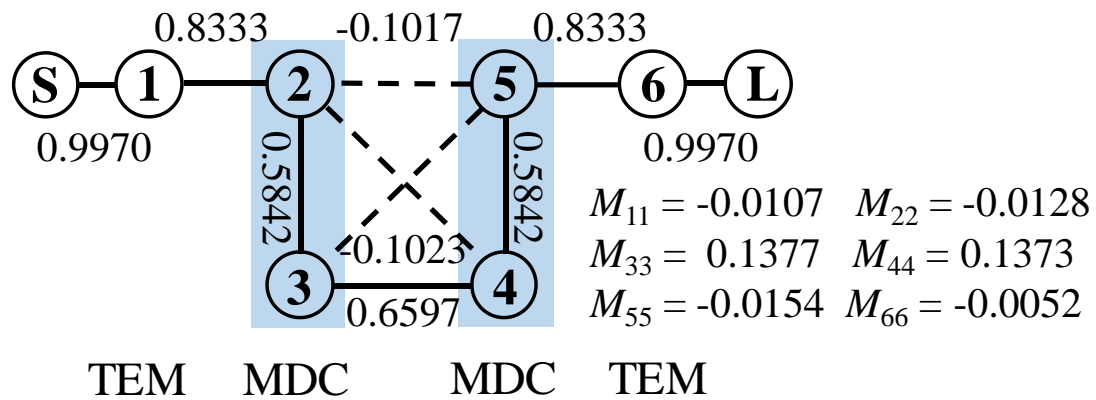 0.8333 -0.1017 0.8333
S 1 2 5 6 L
0.9970 0.9970
0.5842 0.5842
M11 = -0.0107 M22 = -0.0128
-0.1023
M33 = 0.1377 M44 = 0.1373
3 4
0.6597
M55 = -0.0154 M66 = -0.0052
TEM MDC MDC TEM